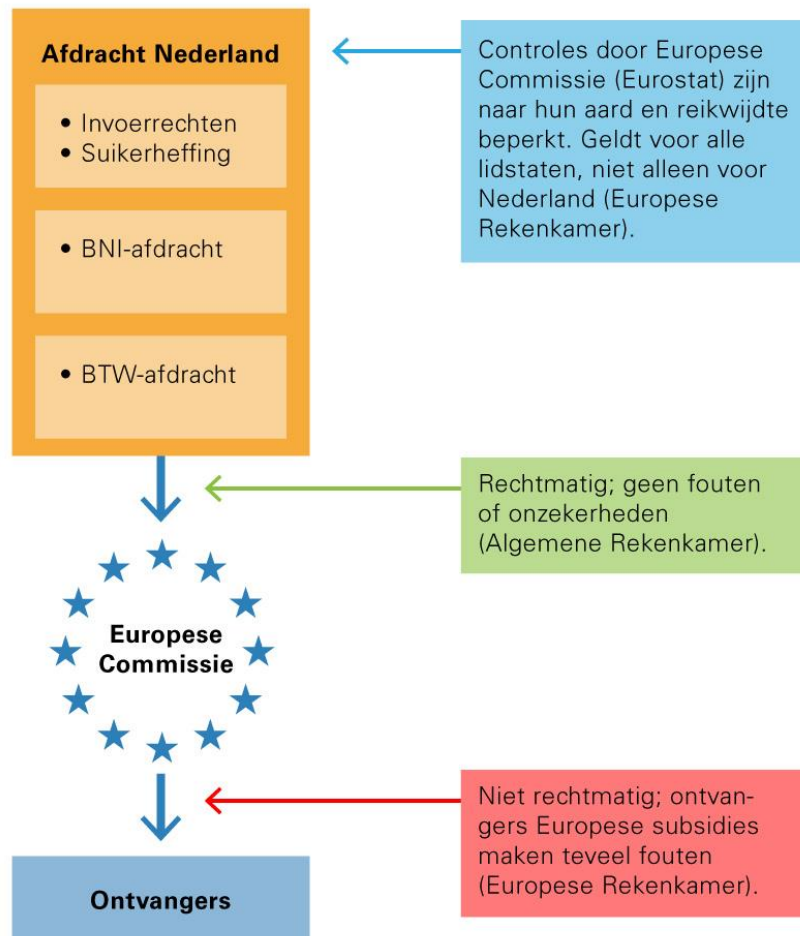 Afdracht Nederland
• Invoerrechten
• Suikerheffing
• BNI-afdracht
• BTW-afdracht
Controles door Europese
Commissie (Eurostat) zijn
naar hun aard en reikwijdte
beperkt. Geldt voor alle
lidstaten, niet alleen voor
Nederland (Europese
Rekenkamer).
Rechtmatig; geen fouten
of onzekerheden
(Algemene Rekenkamer).
Europese
Commissie
Niet rechtmatig; ontvan-
gers Europese subsidies
maken teveel fouten
(Europese Rekenkamer).
Ontvangers